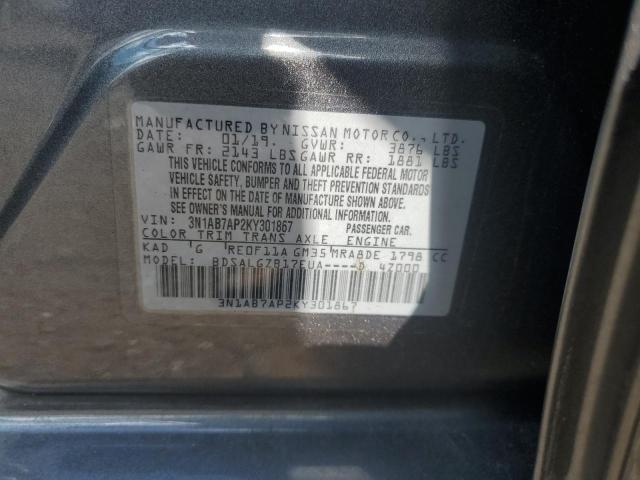 MANUFACTURED BY NISSAN MOTOR CO., LTD.
DATE: 01/19. GVWR: 3876 LBS
GAWR FR: 2143 LBS GAWR RR: 1881 LBS
THIS VEHICLE CONFORMS TO ALL APPLICABLE FEDERAL MOTOR
VEHICLE SAFETY, BUMPER AND THEFT PREVENTION STANDARDS
IN EFFECT ON THE DATE OF MANUFACTURE SHOWN ABOVE.
SEE OWNER'S MANUAL FOR ADDITIONAL INFORMATION.
VIN: 3N1AB7AP2KY301867 PASSENGER CAR.
COLOR TRIM TRANS AXLE ENGINE
KAD G RE0F11A GM35 MRA8DE 1798 CC
MODEL: BDSALGZB17EUA----D 4Z000
3N1AB7AP2KY301867